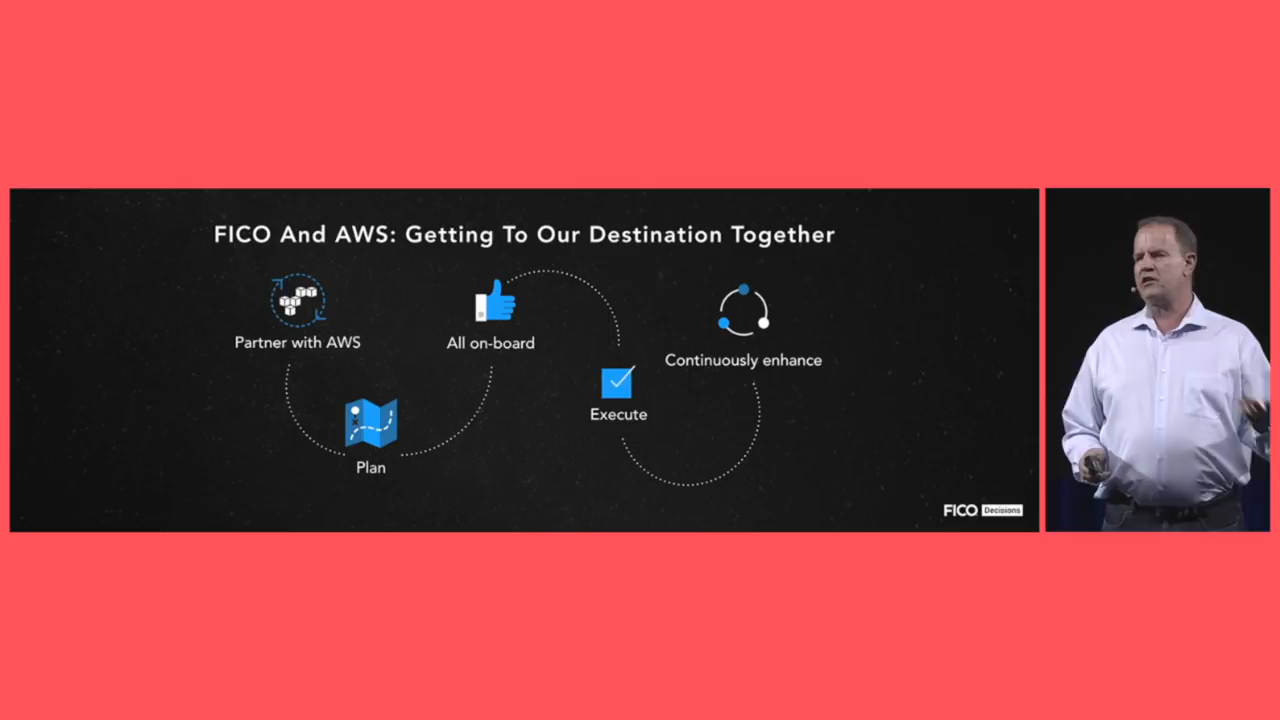 FICO And AWS: Getting To Our Destination Together
Partner with AWS
All on-board
Continuously enhance
Execute
Plan
FICO Decisions